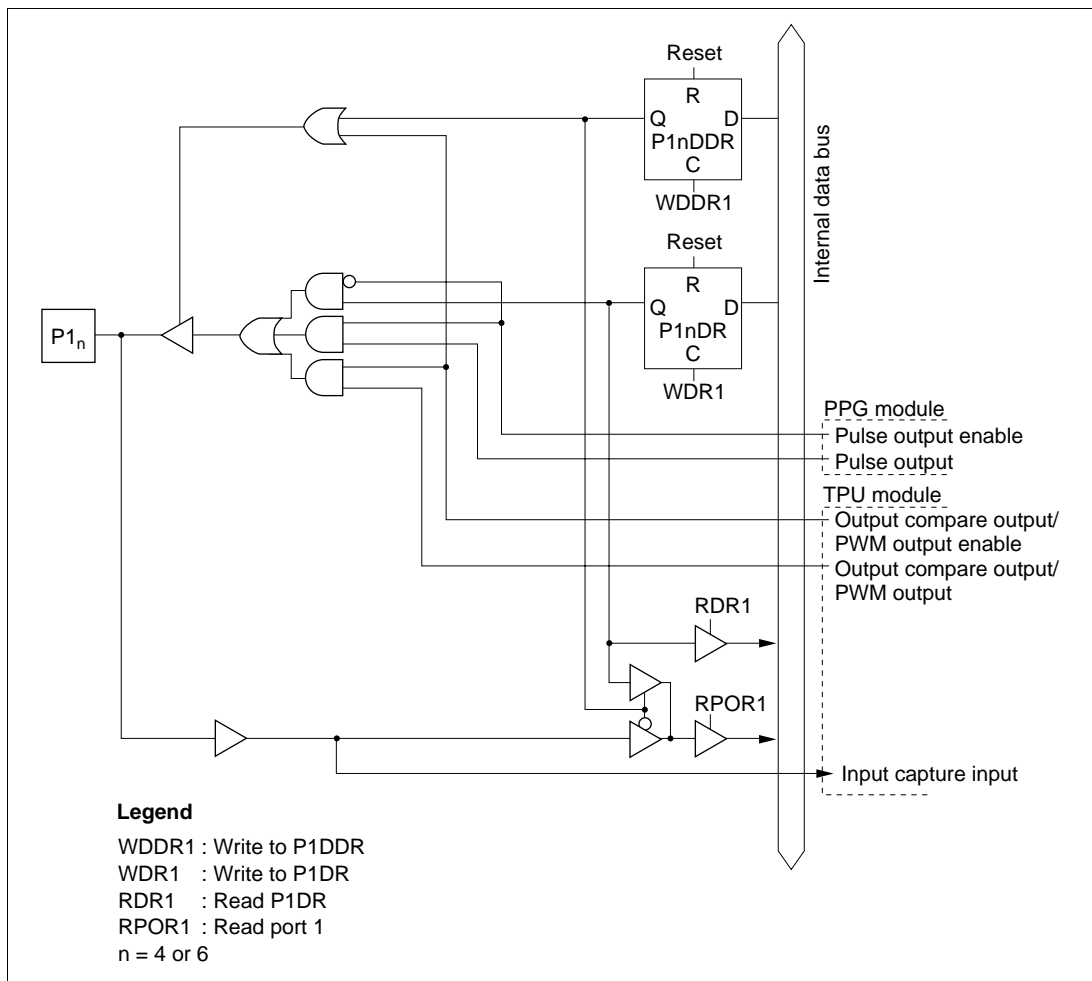 Reset
R
Q
D
P1nDDR
C
WDDR1
Internal data bus
Reset
R
Q
D
P1nDR
C
WDR1
P1n
PPG module
Pulse output enable
Pulse output
TPU module
Output compare output/
PWM output enable
Output compare output/
PWM output
RDR1
RPOR1
Input capture input
Legend
WDDR1 : Write to P1DDR
WDR1 : Write to P1DR
RDR1 : Read P1DR
RPOR1 : Read port 1
n = 4 or 6